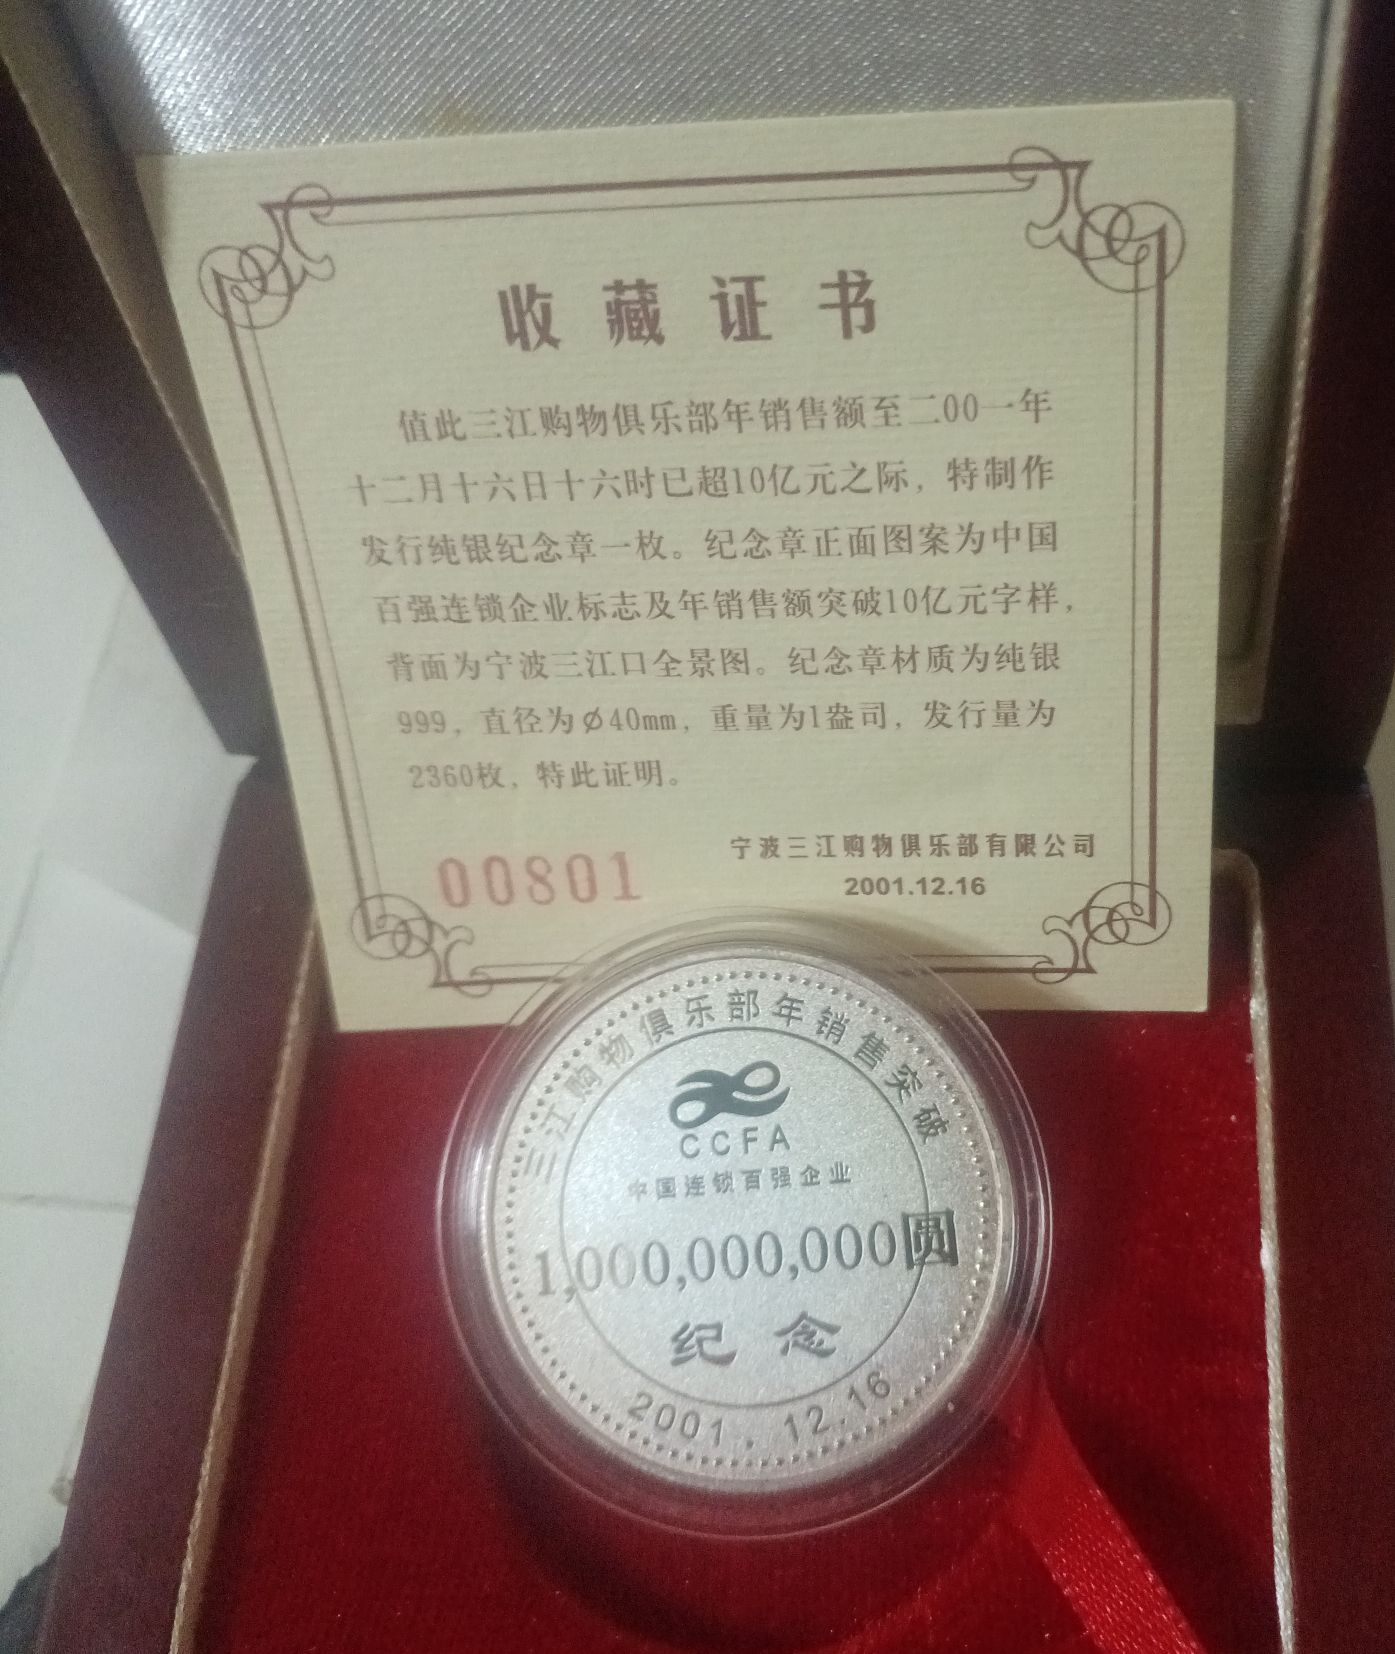 收藏证书
值此三江购物俱乐部年销售额至二00一年
十二月十六日十六时已超10亿元之际，特制作
发行纯银纪念章一枚。纪念章正面图案为中国
百强连锁企业标志及年销售额突破10亿元字样，
背面为宁波三江口全景图。纪念章材质为纯银
999，直径为Ø40mm，重量为1盎司，发行量为
2360枚，特此证明。
宁波三江购物俱乐部有限公司
00801
2001.12.16
三江购物俱乐部年销售突破
CCFA
中国连锁百强企业
1,000,000,000圆
纪念
2001.12.16